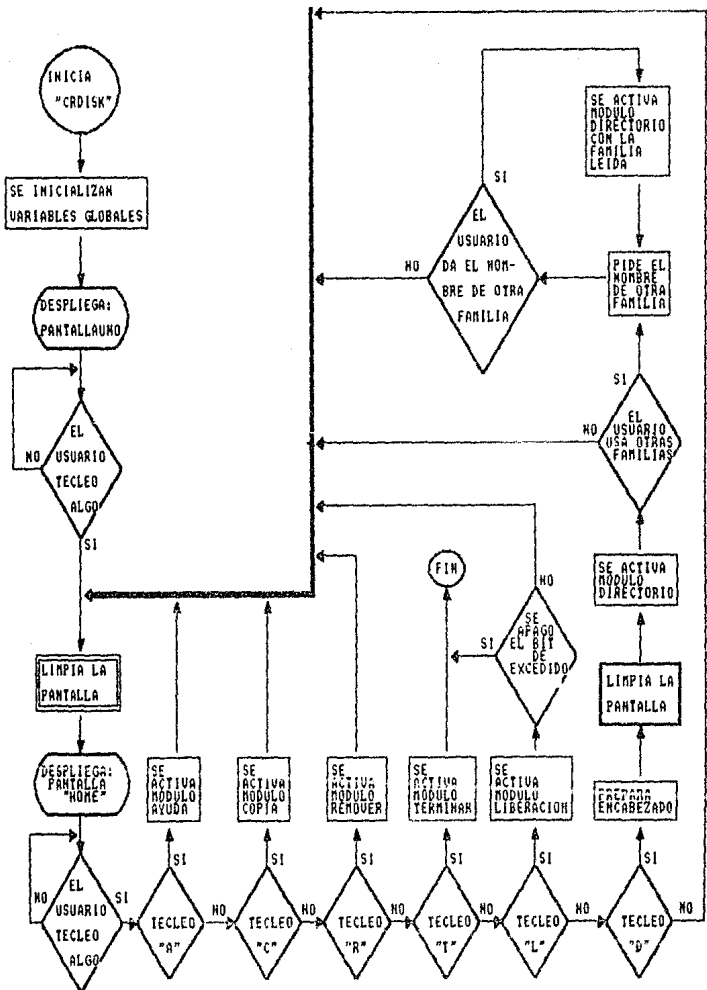 INICIA
"CRDISK"
SE INICIALIZAN
VARIABLES GLOBALES
DESPLIEGA:
PANTALLAUNO
NO
EL
USUARIO
TECLEO
ALGO
SI
LIMPIA LA
PANTALLA
DESPLIEGA:
PANTALLA
"HOME"
NO
EL
USUARIO
TECLEO
ALGO
SI
TECLEO
"A"
SI
NO
SE
ACTIVA
MODULO
AYUDA
TECLEO
"C"
SI
NO
SE
ACTIVA
MODULO
COPIA
TECLEO
"R"
SI
NO
SE
ACTIVA
MODULO
REMOVER
TECLEO
"T"
SI
NO
SE
ACTIVA
MODULO
TERMINAR
FIN
TECLEO
"L"
SI
NO
SE
ACTIVA
MODULO
LIBERACION
SE
APAGO
EL BIT
DE
EXCEDIDO
SI
NO
TECLEO
"D"
SI
NO
PREPARA
ENCABEZADO
LIMPIA LA
PANTALLA
SE ACTIVA
MODULO
DIRECTORIO
EL
USUARIO
USA OTRAS
FAMILIAS
NO
SI
PIDE EL
NOMBRE
DE OTRA
FAMILIA
EL
USUARIO
DA EL NOM-
BRE DE OTRA
FAMILIA
NO
SI
SE ACTIVA
MODULO
DIRECTORIO
CON LA
FAMILIA
LEIDA